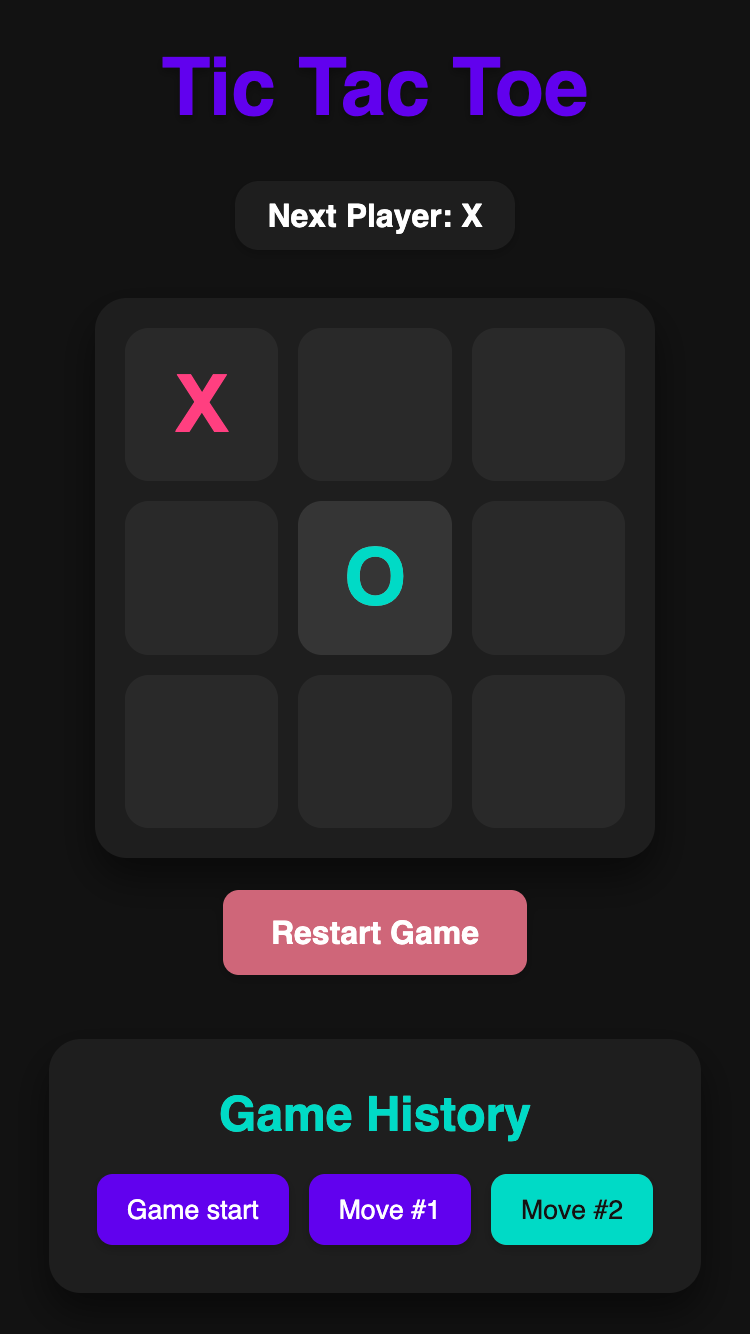 Tic Tac Toe
Next Player: X
X
O
Restart Game
Game History
Game start
Move #1
Move #2